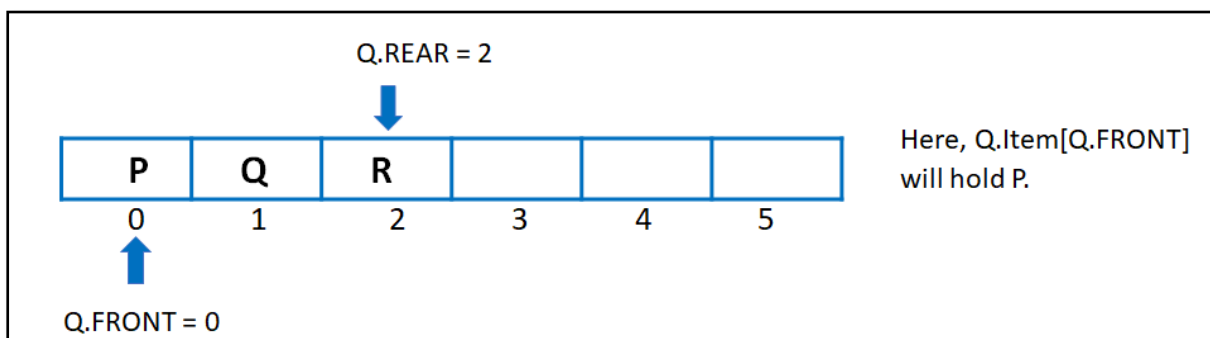 Q.REAR = 2
P Q R
Here, Q.Item[Q.FRONT]
will hold P.
0 1 2 3 4 5
Q.FRONT = 0